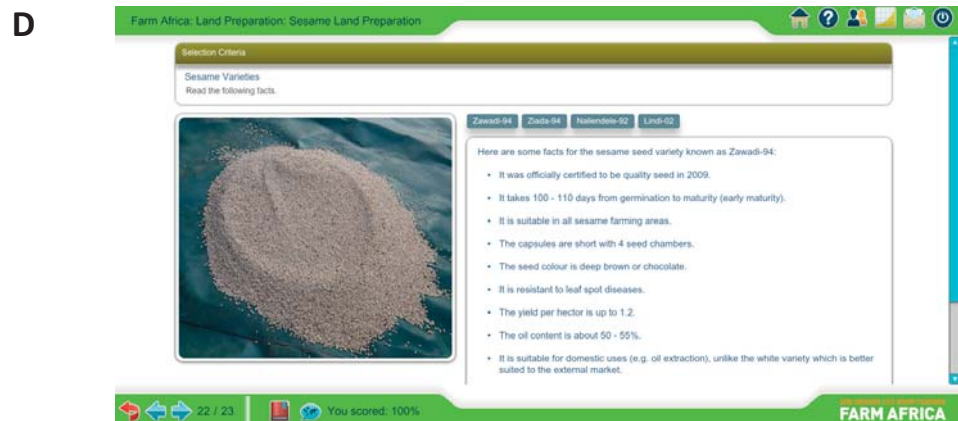 D
Farm Africa: Land Preparation: Sesame Land Preparation
Selection Criteria
Sesame Varieties
Read the following facts.
Zawadi-94 Ziada-94 Naliendele-92 Lindi-02
Here are some facts for the sesame seed variety known as Zawadi-94:
• It was officially certified to be quality seed in 2009.
• It takes 100 - 110 days from germination to maturity (early maturity).
• It is suitable in all sesame farming areas.
• The capsules are short with 4 seed chambers.
• The seed colour is deep brown or chocolate.
• It is resistant to leaf spot diseases.
• The yield per hector is up to 1.2.
• The oil content is about 50 - 55%.
• It is suitable for domestic uses (e.g. oil extraction), unlike the white variety which is better
suited to the external market.
22 / 23 You scored: 100%
FARM AFRICA